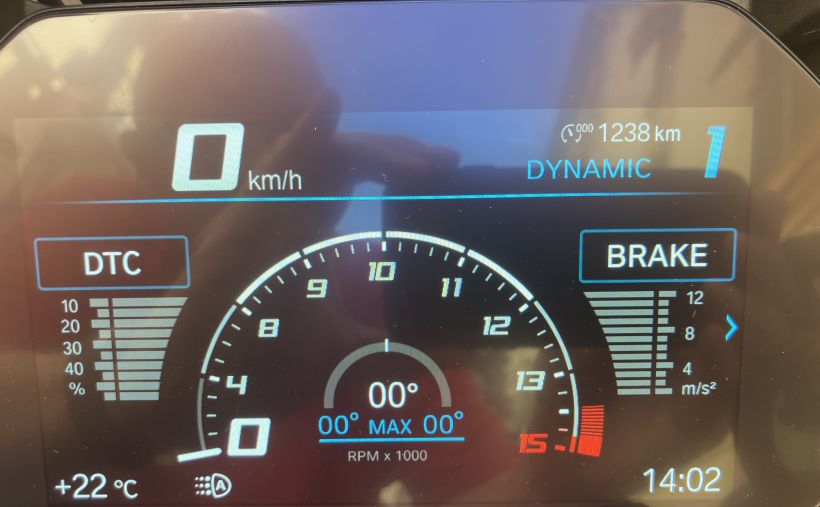 000 1238 km
0 km/h
DYNAMIC
1
DTC
BRAKE
10
20
30
40
%
12
8
4
m/s²
0
4
8
9
10
11
12
13
15
00°
00° MAX 00°
RPM x 1000
+22 °C
A
14:02